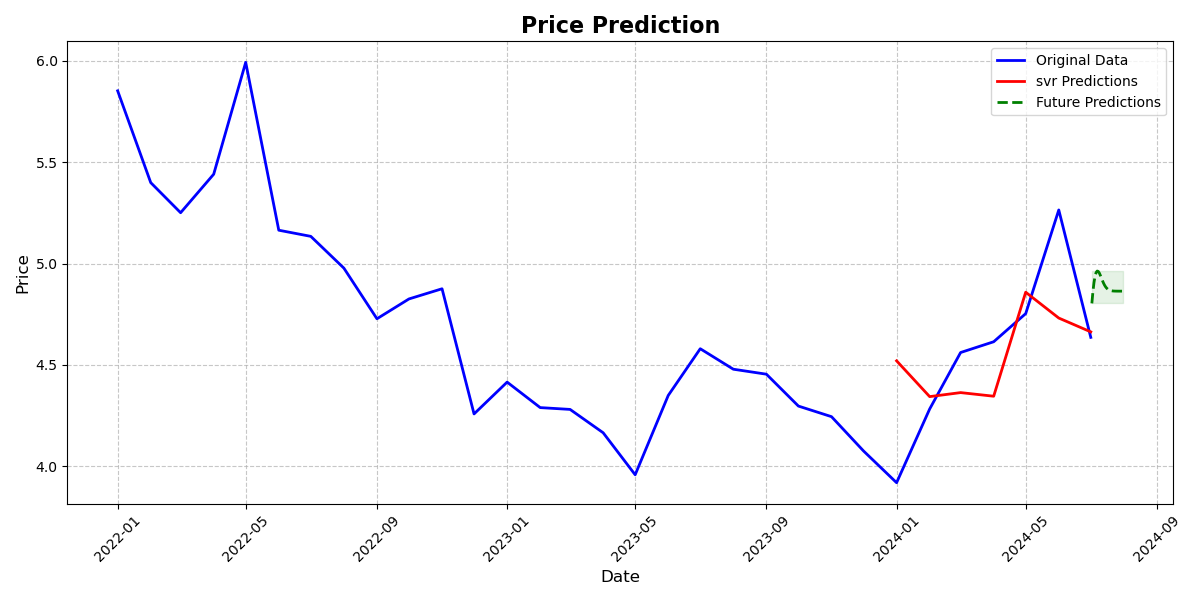 Price Prediction
Original Data
svr Predictions
Future Predictions
Price
6.0
5.5
5.0
4.5
4.0
2022-01
2022-05
2022-09
2023-01
2023-05
2023-09
2024-01
2024-05
2024-09
Date